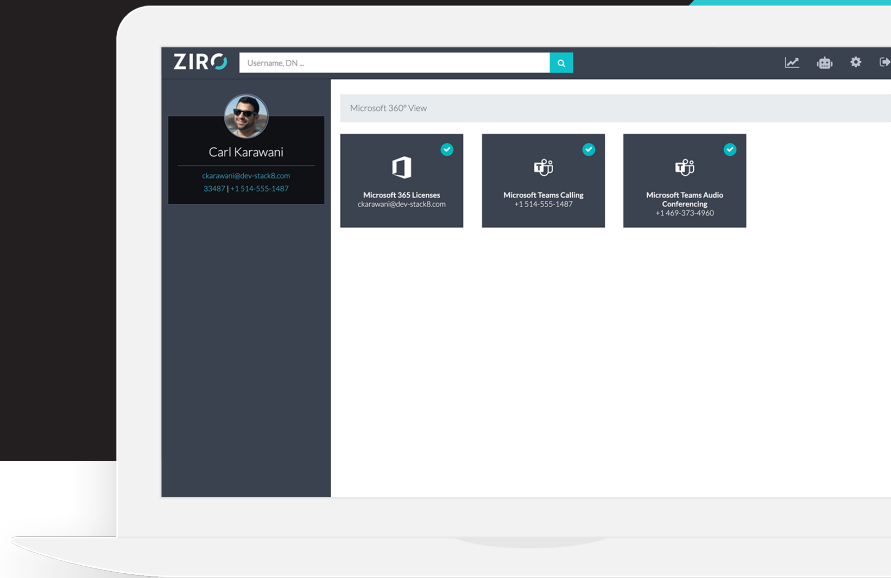 ZIRO
Username, DN ...
Carl Karawani
ckarawani@dev-stack8.com
33487 | +1 514-555-1487
Microsoft 360° View
Microsoft 365 Licenses
ckarawani@dev-stack8.com
Microsoft Teams Calling
+1 514-555-1487
Microsoft Teams Audio
Conferencing
+1 469-373-4960